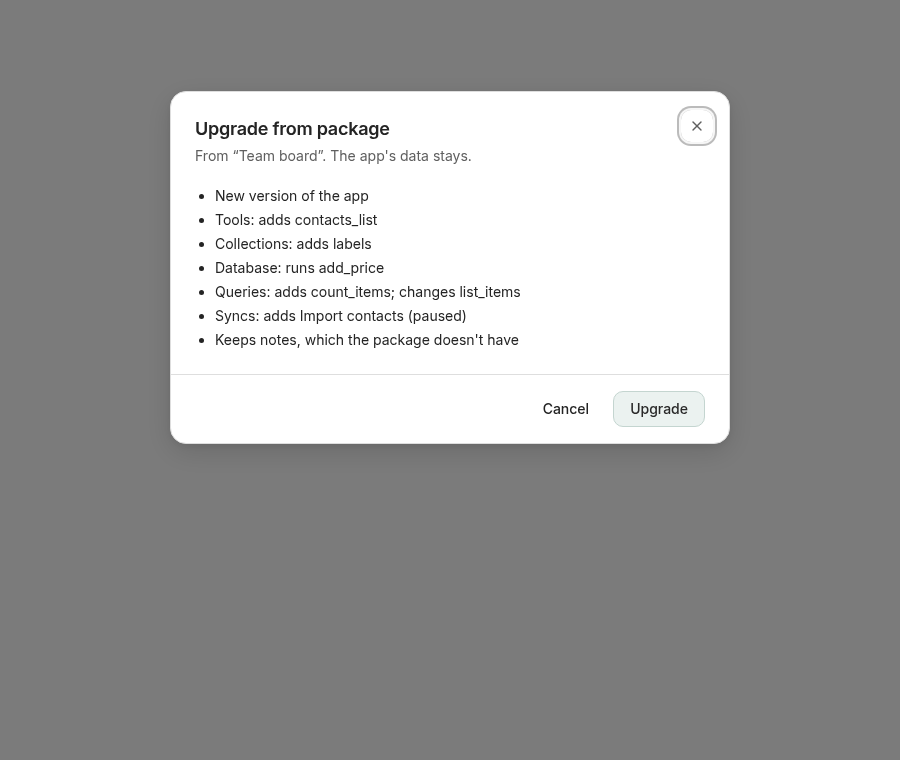 Upgrade from package
From “Team board”. The app's data stays.
New version of the app
Tools: adds contacts_list
Collections: adds labels
Database: runs add_price
Queries: adds count_items; changes list_items
Syncs: adds Import contacts (paused)
Keeps notes, which the package doesn't have
Cancel
Upgrade